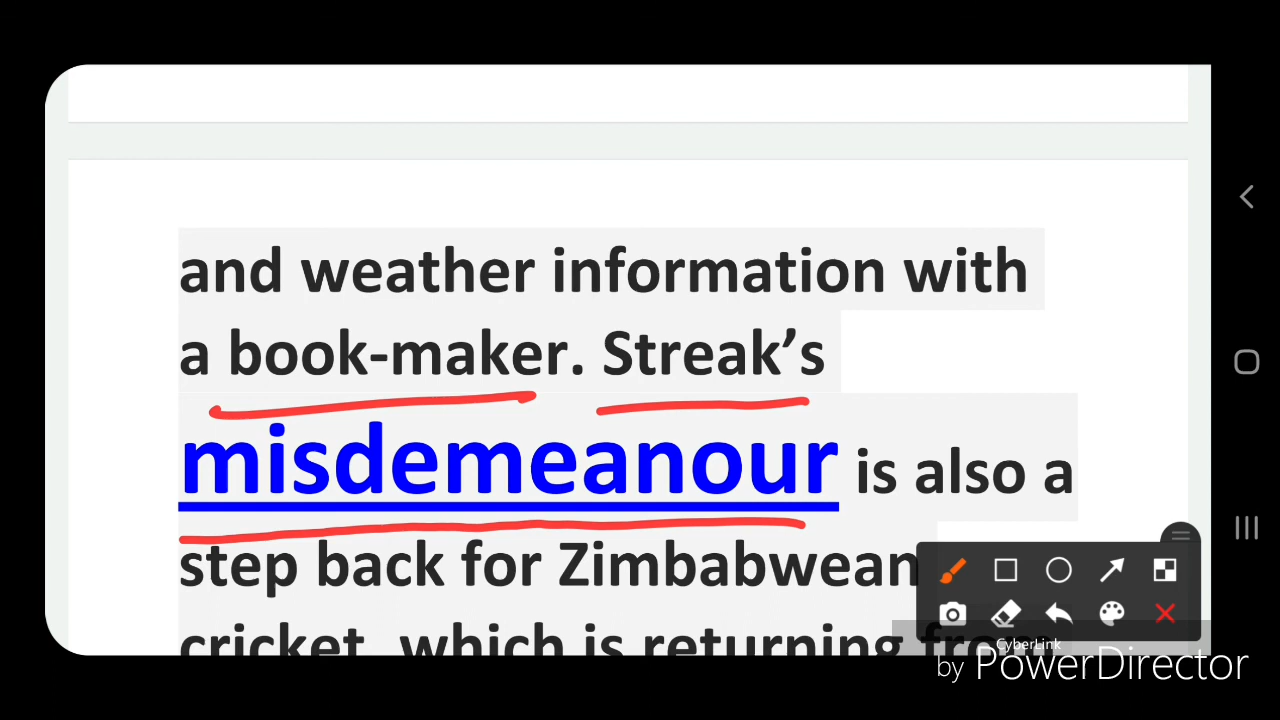 and weather information with
a book-maker. Streak’s
misdemeanour is also a
step back for Zimbabwean
cricket, which is returning from
CyberLink
by PowerDirector